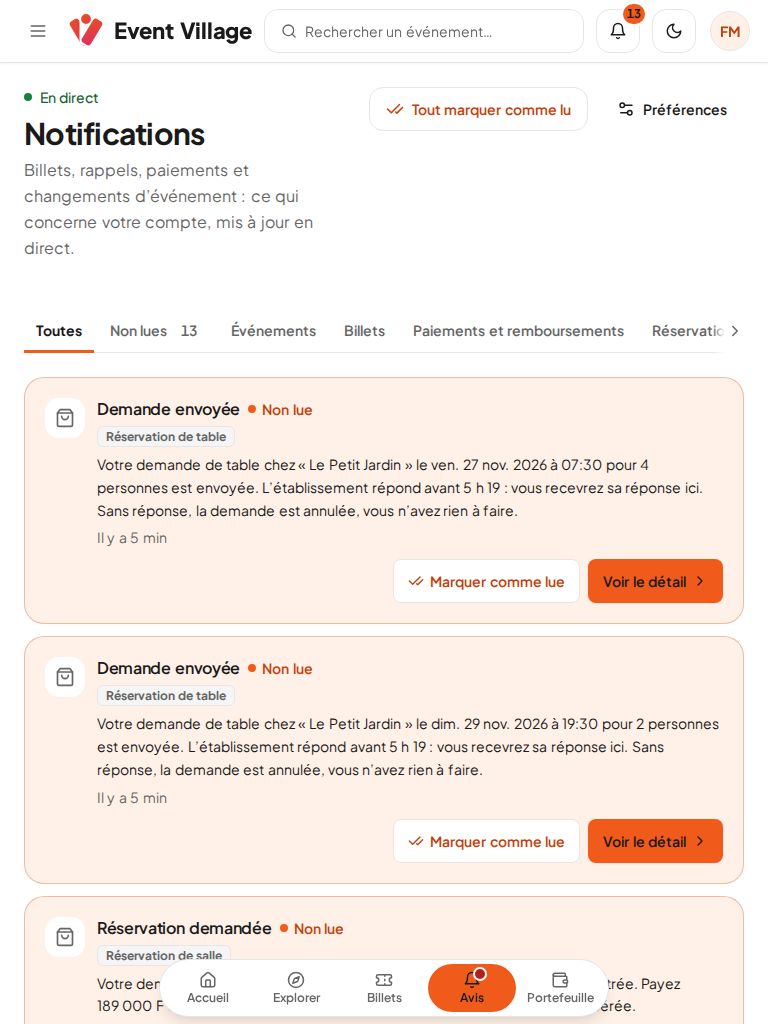 Event Village
Rechercher un événement…
13
FM
En direct
Notifications
Billets, rappels, paiements et
changements d’événement : ce qui
concerne votre compte, mis à jour en
direct.
Tout marquer comme lu
Préférences
Toutes
Non lues 13
Événements
Billets
Paiements et remboursements
Demande envoyée
Non lue
Réservation de table
Votre demande de table chez « Le Petit Jardin » le ven. 27 nov. 2026 à 07:30 pour 4
personnes est envoyée. L’établissement répond avant 5 h 19 : vous recevrez sa réponse ici.
Sans réponse, la demande est annulée, vous n’avez rien à faire.
Il y a 5 min
Marquer comme lue
Voir le détail
Demande envoyée
Non lue
Réservation de table
Votre demande de table chez « Le Petit Jardin » le dim. 29 nov. 2026 à 19:30 pour 2 personnes
est envoyée. L’établissement répond avant 5 h 19 : vous recevrez sa réponse ici. Sans
réponse, la demande est annulée, vous n’avez rien à faire.
Il y a 5 min
Marquer comme lue
Voir le détail
Réservation demandée
Non lue
Réservation de salle
Payez
189 000 F
Accueil
Explorer
Billets
Avis
Portefeuille